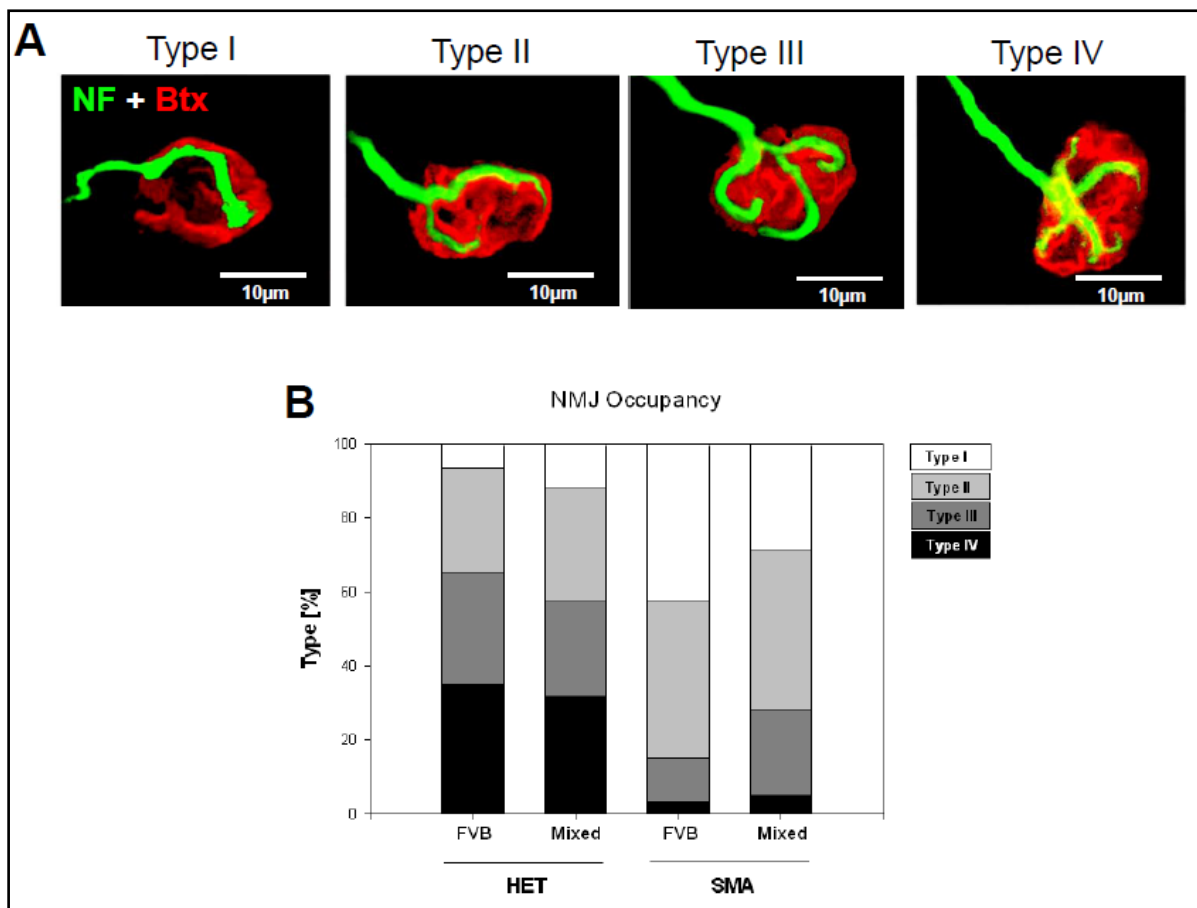 A
Type I
Type II
Type III
Type IV
NF + Btx
10µm
10µm
10µm
10µm
B
NMJ Occupancy
Type [%]
100
80
60
40
20
0
FVB
Mixed
FVB
Mixed
HET
SMA
Type I
Type II
Type III
Type IV